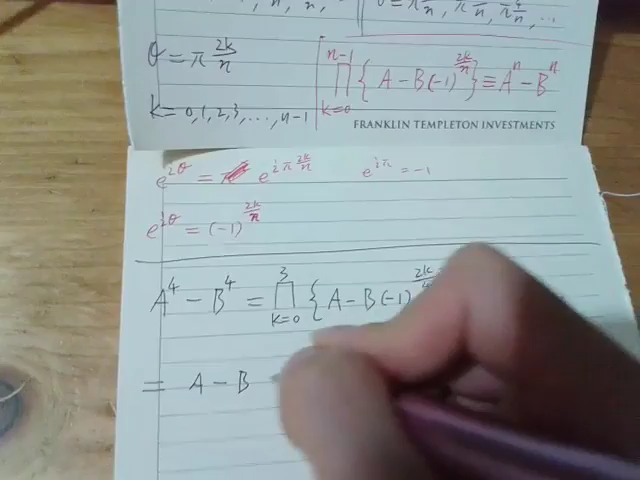 θ = π 2k/n
k = 0, 1, 2, 3, ..., n-1
n-1 ∏ k=0 { A - B(-1)^(2k/n) } ≡ A^n - B^n
FRANKLIN TEMPLETON INVESTMENTS
e^(iθ) = e^(iπ 2k/n) e^(iπ) = -1
e^(iθ) = (-1)^(2k/n)
A^4 - B^4 = 3 ∏ k=0 { A - B(-1)^(2k/
= A - B